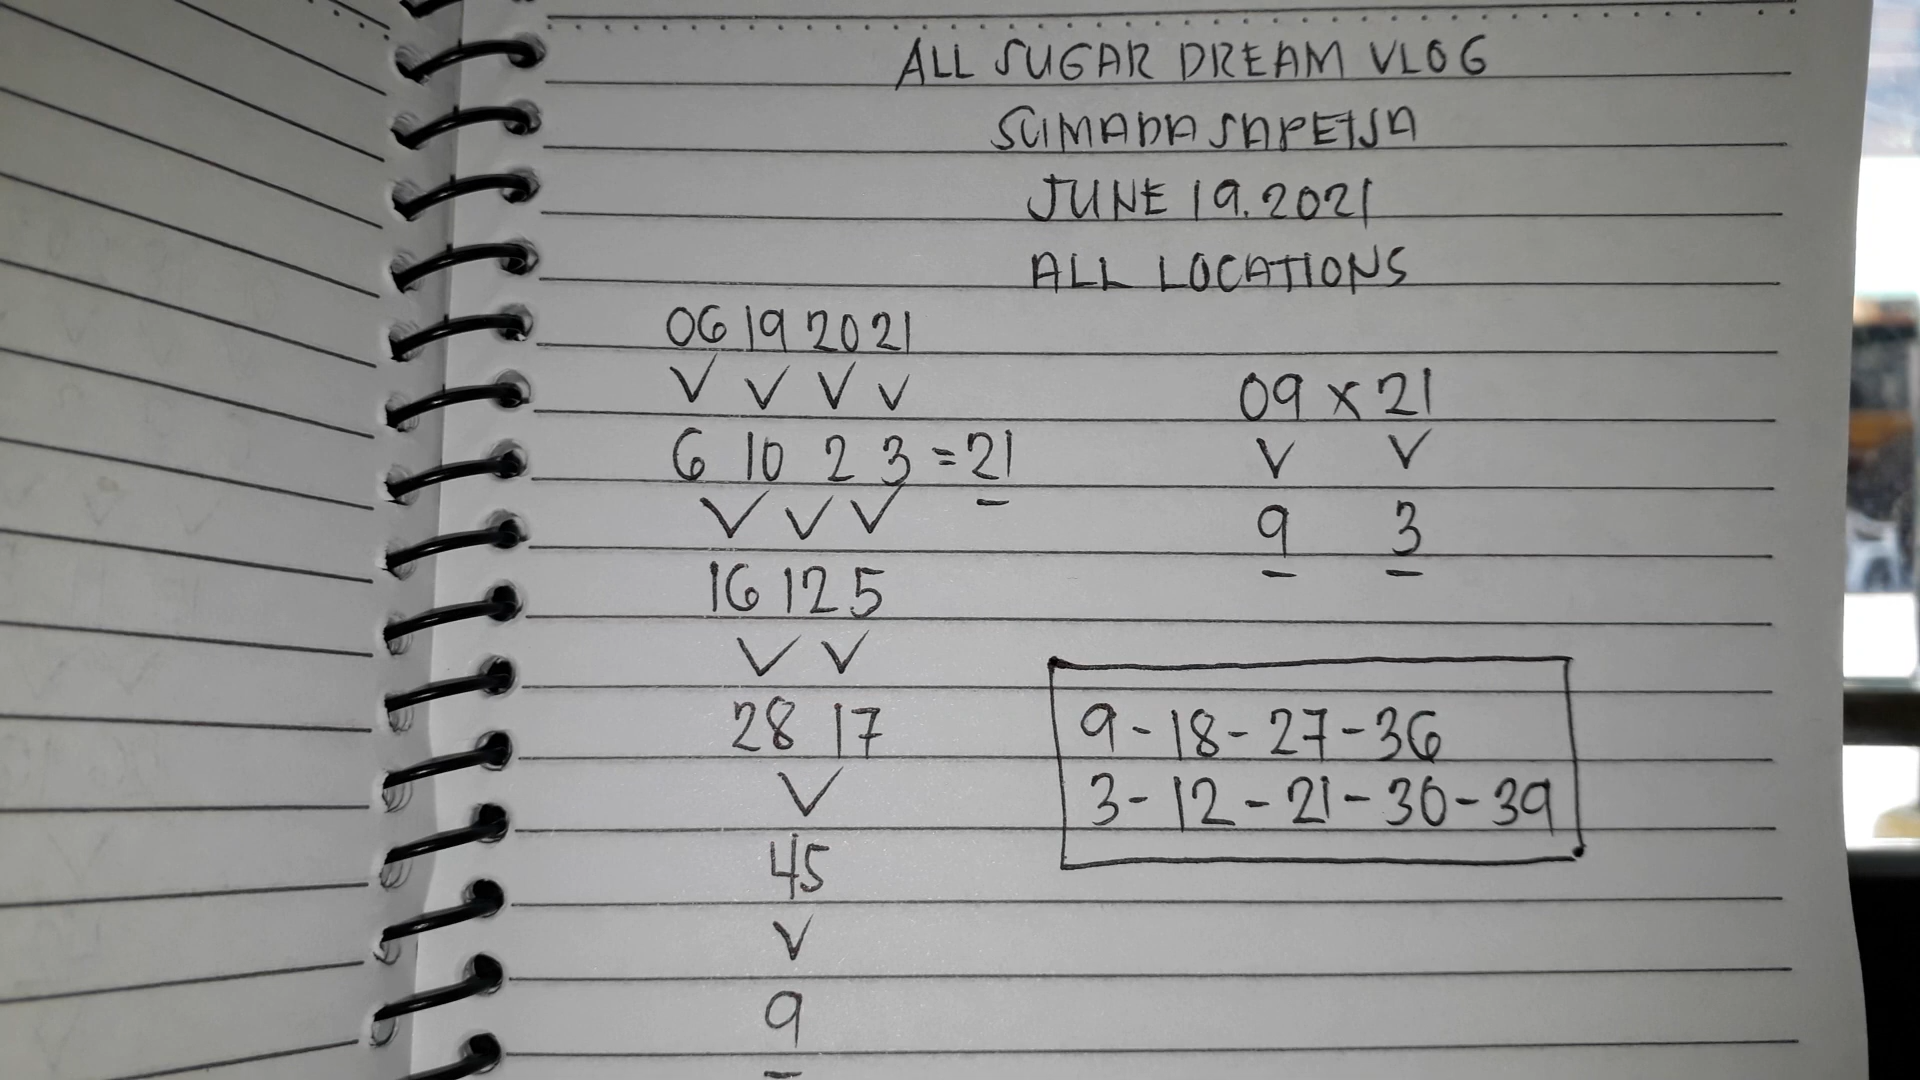 ALL SUGAR DREAM VLOG
SUMADA SAPETSA
JUNE 19.2021
ALL LOCATIONS
06 19 20 21
6 10 2 3 = 21
16 12 5
28 17
45
9
09 x 21
9 3
9-18-27-36
3-12-21-30-39